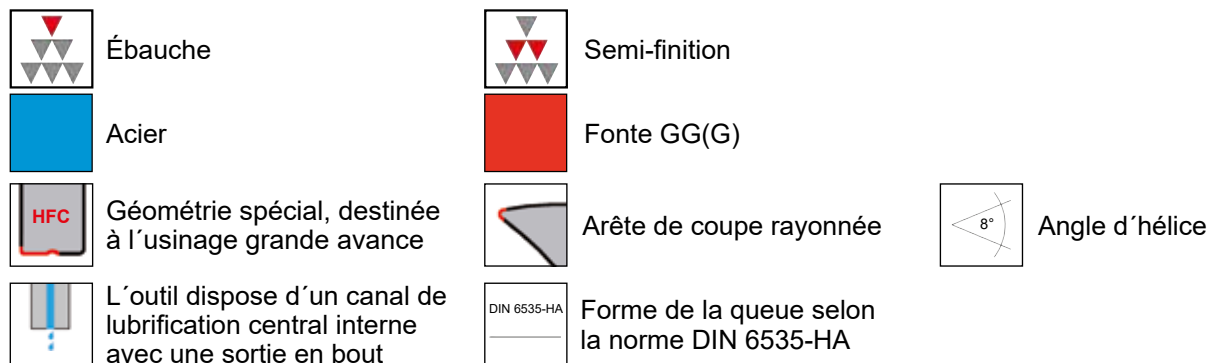 Ébauche
Semi-finition
Acier
Fonte GG(G)
HFC
Géométrie spécial, destinée
à l´usinage grande avance
Arête de coupe rayonnée
8°
Angle d´hélice
L´outil dispose d´un canal de
lubrification central interne
avec une sortie en bout
DIN 6535-HA
Forme de la queue selon
la norme DIN 6535-HA